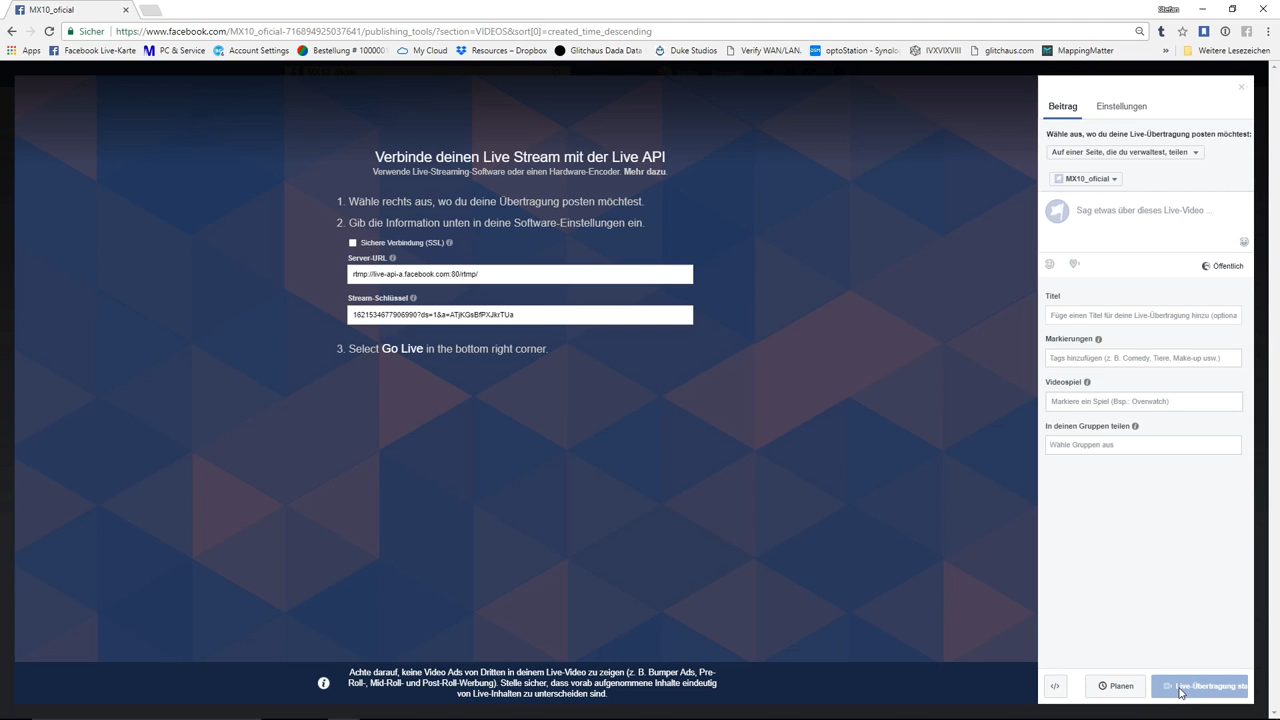 MX10_oficial
Stefan
Sicher
https://www.facebook.com/MX10_oficial-716894925037641/publishing_tools/?section=VIDEOS&sort[0]=created_time_descending
Apps
Facebook Live-Karte
PC & Service
Account Settings
Bestellung # 100001
My Cloud
Resources – Dropbox
Glitchaus Dada Data
Duke Studios
Verify WAN/LAN.
optoStation - Synolo
IVXVIXVIII
glitchaus.com
MappingMatter
»
Weitere Lesezeichen
Verbinde deinen Live Stream mit der Live API
Verwende Live-Streaming-Software oder einen Hardware-Encoder. Mehr dazu.
1. Wähle rechts aus, wo du deine Übertragung posten möchtest.
2. Gib die Information unten in deine Software-Einstellungen ein.
Sichere Verbindung (SSL)
Server-URL
rtmp://live-api-a.facebook.com:80/rtmp/
Stream-Schlüssel
1621534677906990?ds=1&a=ATjKGsBfPXJkrTUa
3. Select Go Live in the bottom right corner.
Achte darauf, keine Video Ads von Dritten in deinem Live-Video zu zeigen (z. B. Bumper Ads, Pre-
Roll-, Mid-Roll- und Post-Roll-Werbung). Stelle sicher, dass vorab aufgenommene Inhalte eindeutig
von Live-Inhalten zu unterscheiden sind.
Beitrag
Einstellungen
Wähle aus, wo du deine Live-Übertragung posten möchtest:
Auf einer Seite, die du verwaltest, teilen
MX10_oficial
Sag etwas über dieses Live-Video ...
Öffentlich
Titel
Füge einen Titel für deine Live-Übertragung hinzu (optiona
Markierungen
Tags hinzufügen (z. B. Comedy, Tiere, Make-up usw.)
Videospiel
Markiere ein Spiel (Bsp.: Overwatch)
In deinen Gruppen teilen
Wähle Gruppen aus
</>
Planen
Live-Übertragung sta